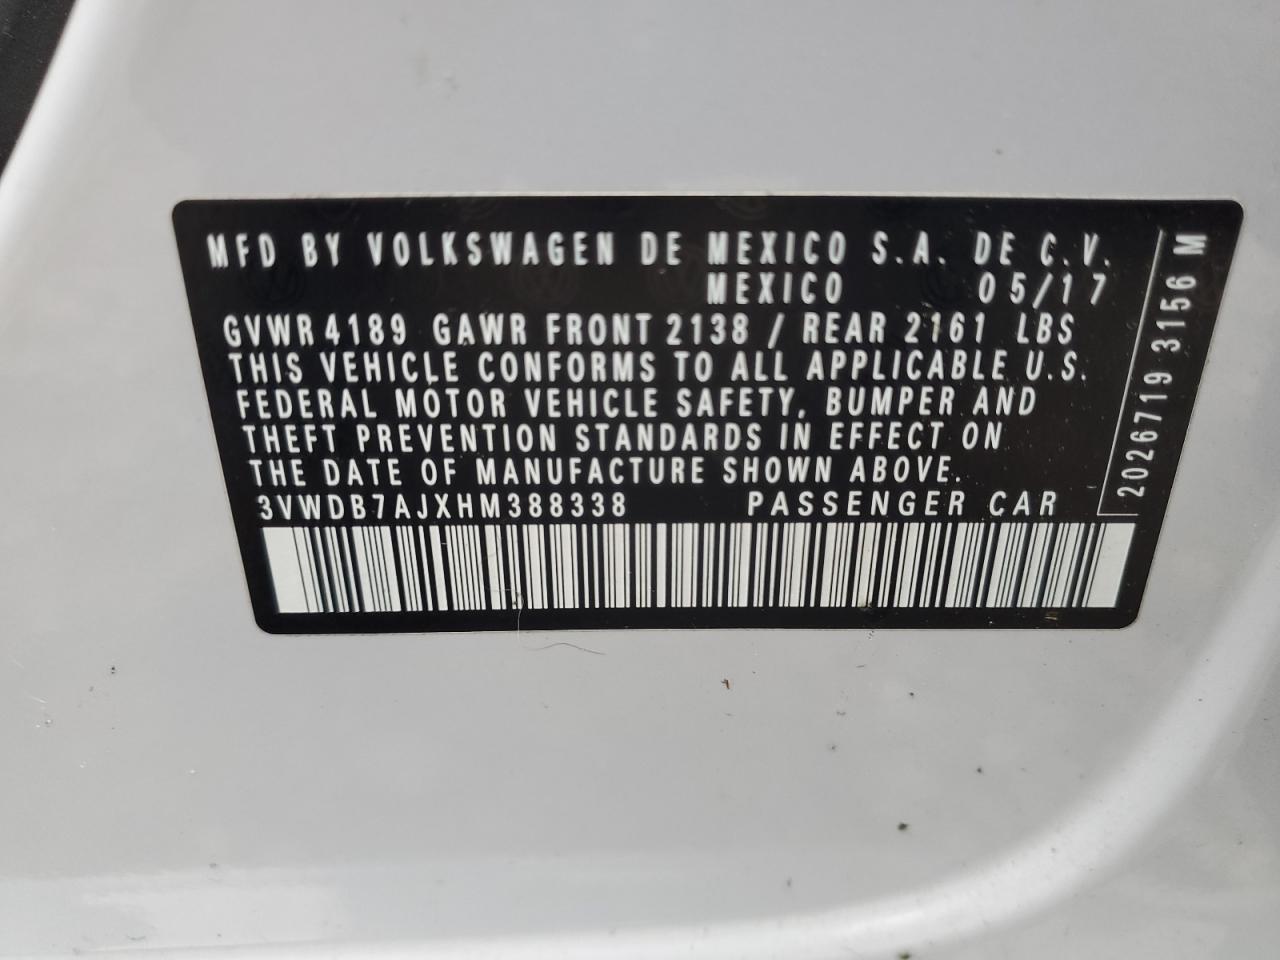 MFD BY VOLKSWAGEN DE MEXICO S.A. DE C.V.
MEXICO 05/17
GVWR 4189 GAWR FRONT 2138 / REAR 2161 LBS
THIS VEHICLE CONFORMS TO ALL APPLICABLE U.S.
FEDERAL MOTOR VEHICLE SAFETY, BUMPER AND
THEFT PREVENTION STANDARDS IN EFFECT ON
THE DATE OF MANUFACTURE SHOWN ABOVE.
3VWDB7AJXHM388338 PASSENGER CAR
2026719 3156 M